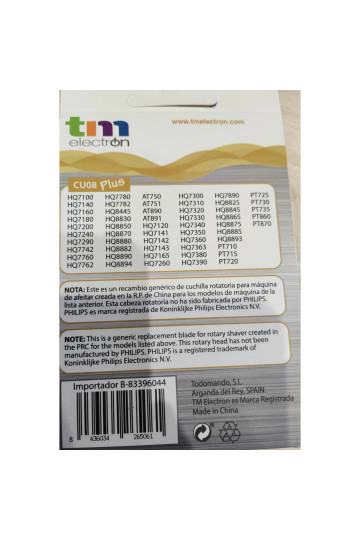 tm
electrón
www.tmelectron.com
CU08 Plus
HQ7100 HQ7780 AT750 HQ7300 HQ7890 PT725
HQ7140 HQ7782 AT751 HQ7310 HQ8825 PT730
HQ7160 HQ8445 AT890 HQ7320 HQ8845 PT735
HQ7180 HQ8830 AT891 HQ7330 HQ8865 PT860
HQ7200 HQ8850 HQ7120 HQ7340 HQ8875 PT870
HQ7240 HQ8870 HQ7141 HQ7350 HQ8885
HQ7290 HQ8880 HQ7142 HQ7360 HQ8893
HQ7742 HQ8882 HQ7143 HQ7363 PT710
HQ7760 HQ8890 HQ7165 HQ7380 PT715
HQ7762 HQ8894 HQ7260 HQ7390 PT720
NOTA: Este es un recambio genérico de cuchilla rotatoria para máquina
de afeitar creada en la R.P. de China para los modelos de máquina de la
lista anterior. Esta cabeza rotatoria no ha sido fabricada por PHILIPS.
PHILIPS es marca registrada de Koninklijke Philips Electronics N.V.
NOTE: This is a generic replacement blade for rotary shaver created in
the PRC for the models listed above. This rotary head has not been
manufactured by PHILIPS. PHILIPS is a registered trademark of
Koninklijke Philips Electronics N.V.
Importador B-83396044
8 436034 265061
Todomando, S.L.
Arganda del Rey, SPAIN
TM Electron es Marca Registrada
Made in China